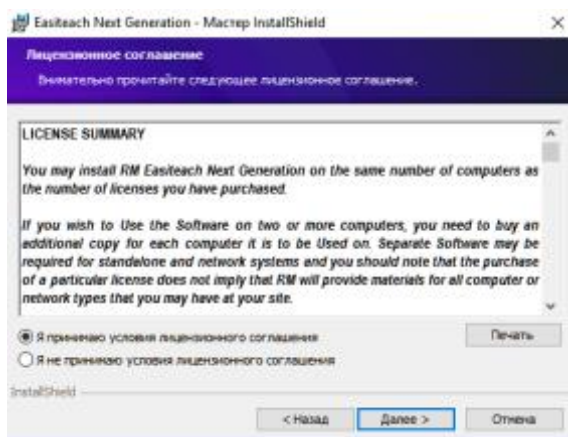 Easiteach Next Generation - Мастер InstallShield
Лицензионное соглашение
Внимательно прочитайте следующее лицензионное соглашение.
LICENSE SUMMARY
You may install RM Easiteach Next Generation on the same number of computers as
the number of licenses you have purchased.
If you wish to Use the Software on two or more computers, you need to buy an
additional copy for each computer it is to be Used on. Separate Software may be
required for standalone and network systems and you should note that the purchase
of a particular license does not imply that RM will provide materials for all computer or
network types that you may have at your site.
Я принимаю условия лицензионного соглашения
Печать
Я не принимаю условия лицензионного соглашения
InstallShield
< Назад
Далее >
Отмена